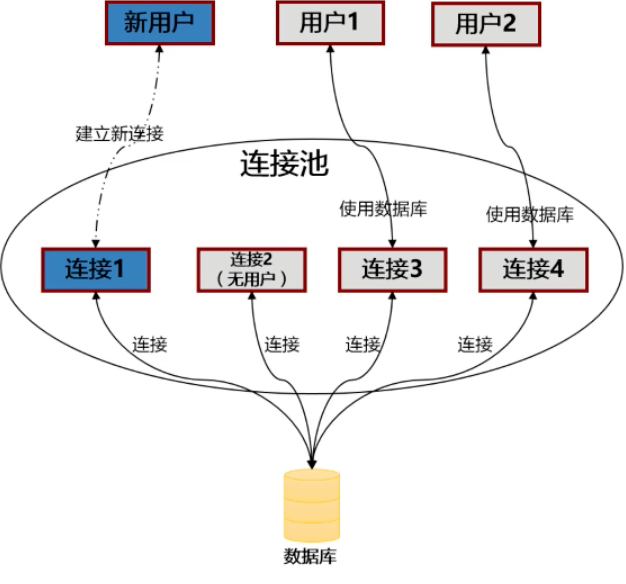 新用户
用户1
用户2
建立新连接
连接池
使用数据库
使用数据库
连接1
连接2
（无用户）
连接3
连接4
连接
连接
连接
连接
数据库